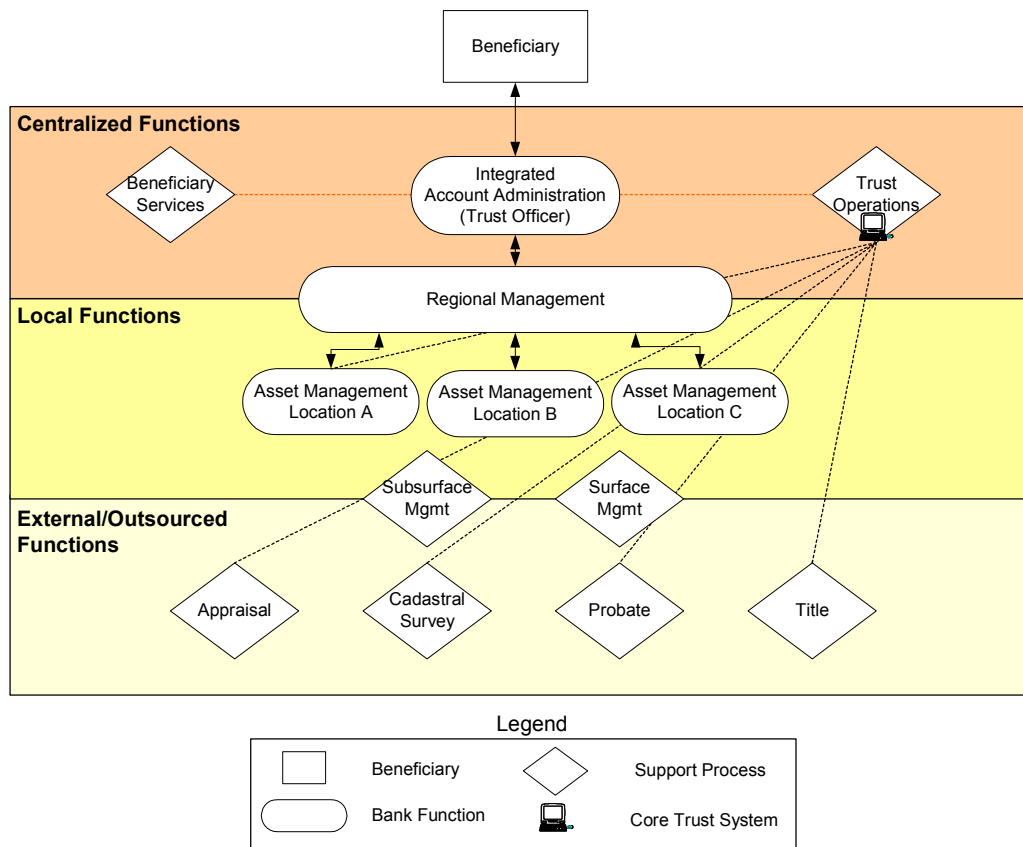 Beneficiary
Centralized Functions
Beneficiary
Services
Integrated
Account Administration
(Trust Officer)
Trust
Operations
Regional Management
Local Functions
Asset Management
Location A
Asset Management
Location B
Asset Management
Location C
Subsurface
Mgmt
Surface
Mgmt
External/Outsourced
Functions
Appraisal
Cadastral
Survey
Probate
Title
Legend
Beneficiary
Support Process
Bank Function
Core Trust System